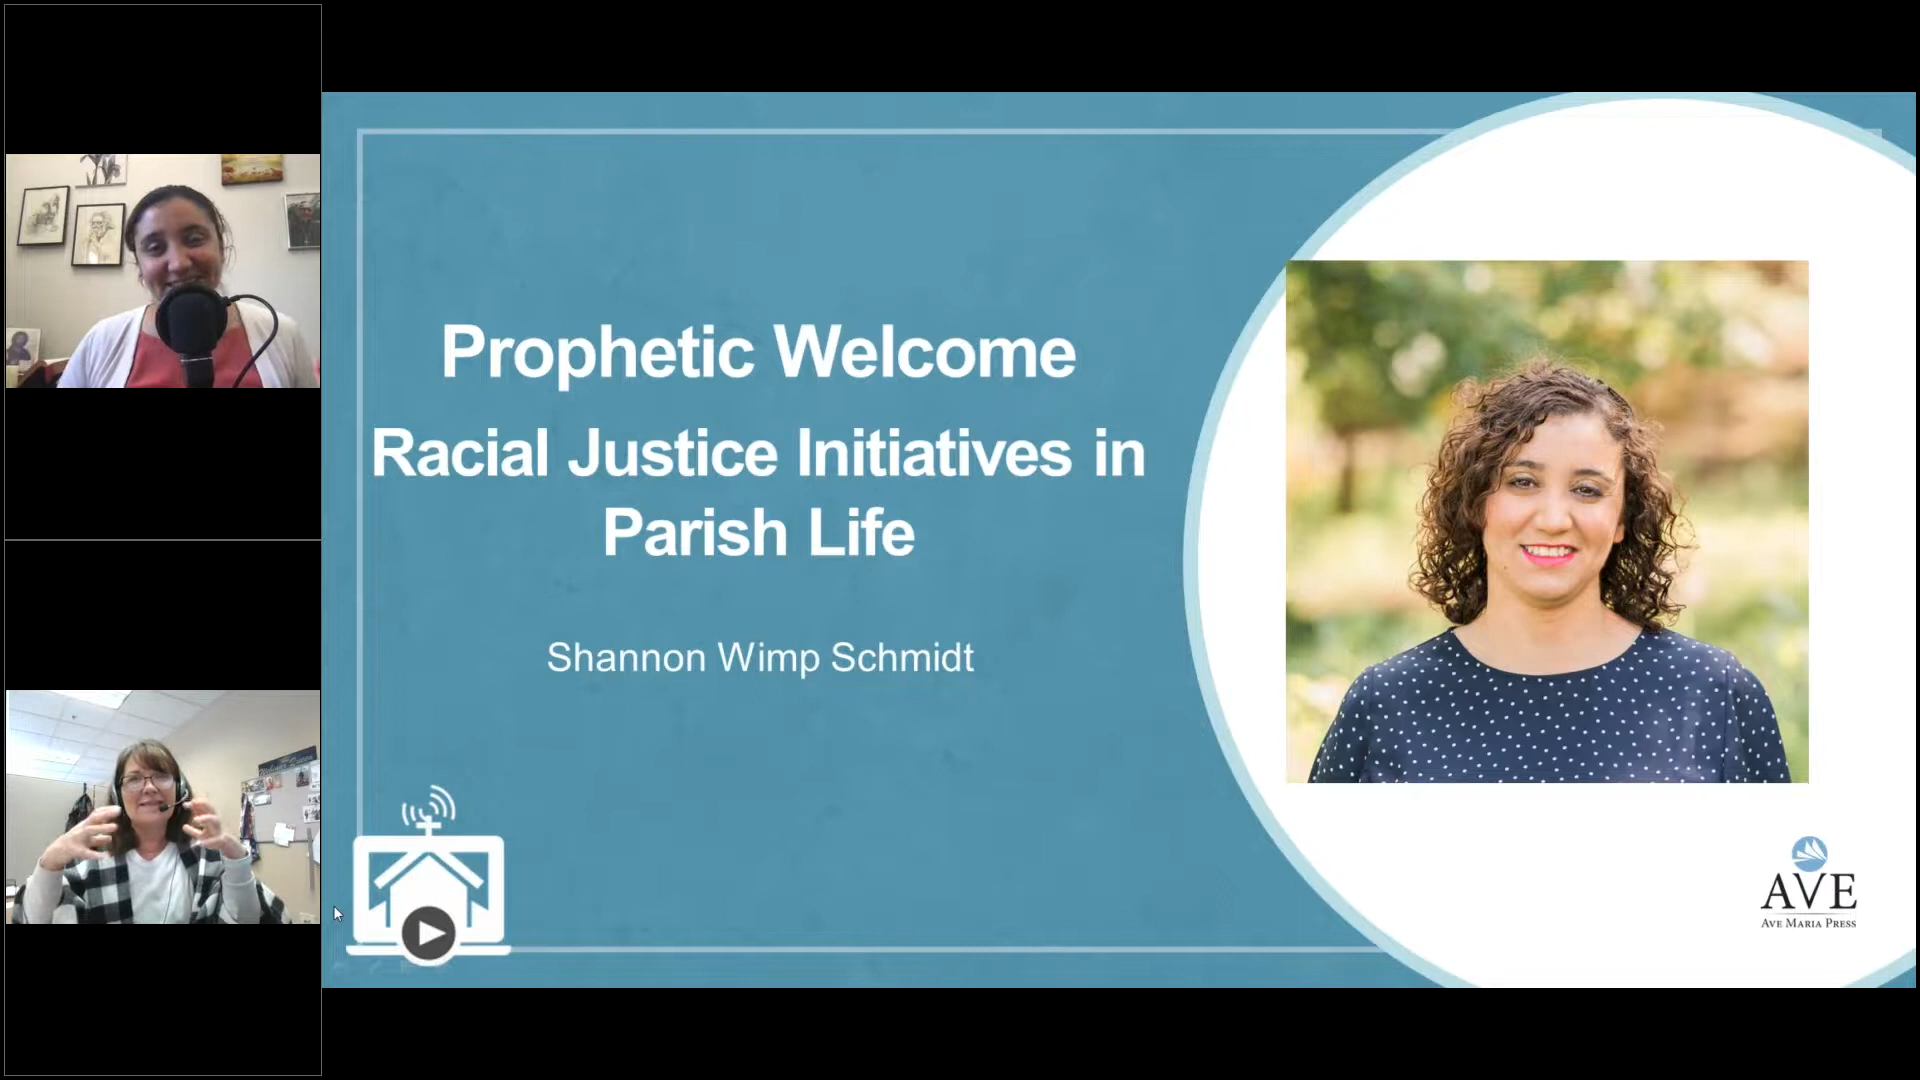 Prophetic Welcome
Racial Justice Initiatives in
Parish Life
Shannon Wimp Schmidt
AVE
AVE MARIA PRESS